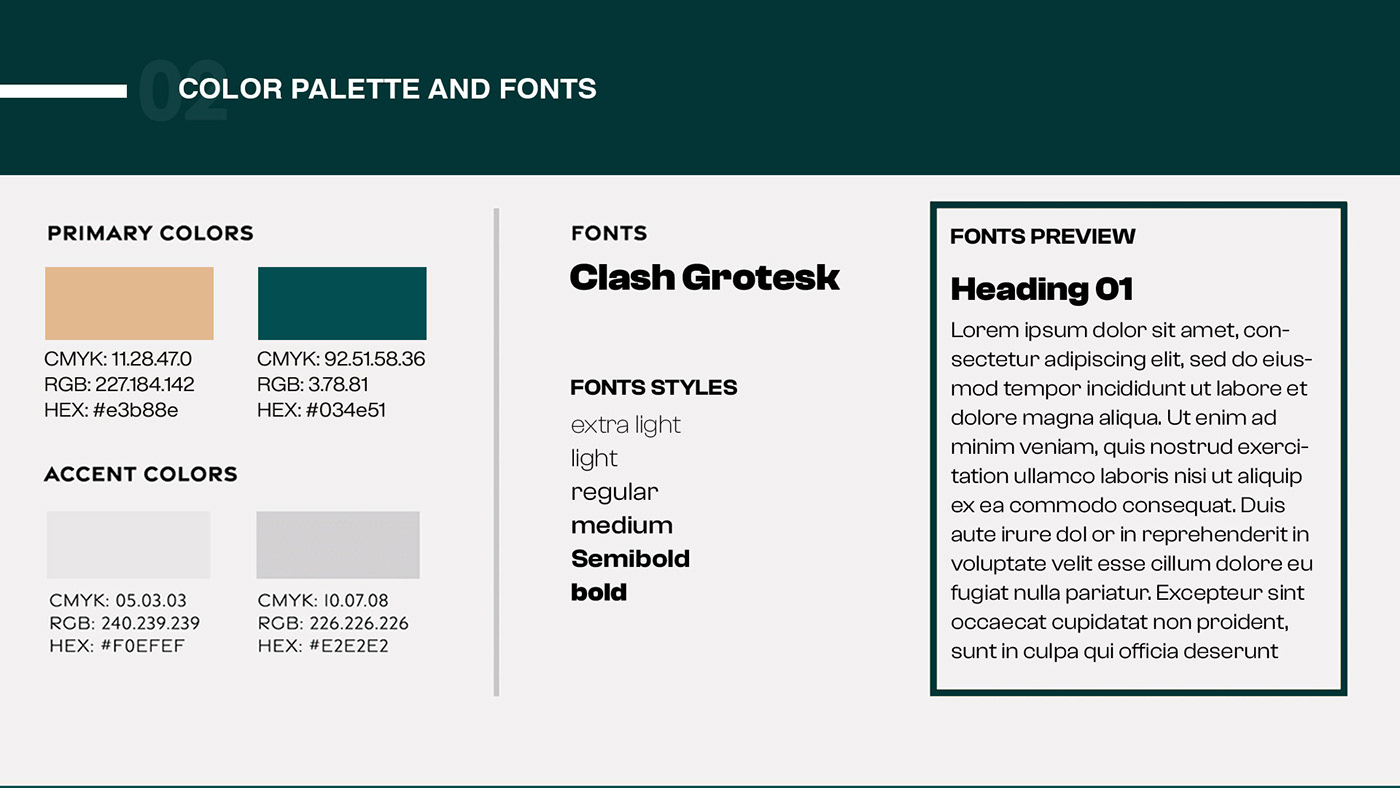 02
COLOR PALETTE AND FONTS
PRIMARY COLORS
CMYK: 11.28.47.0
RGB: 227.184.142
HEX: #e3b88e
CMYK: 92.51.58.36
RGB: 3.78.81
HEX: #034e51
ACCENT COLORS
CMYK: 05.03.03
RGB: 240.239.239
HEX: #F0EFEF
CMYK: 10.07.08
RGB: 226.226.226
HEX: #E2E2E2
FONTS
Clash Grotesk
FONTS STYLES
extra light
light
regular
medium
Semibold
bold
FONTS PREVIEW
Heading 01
Lorem ipsum dolor sit amet, con-
sectetur adipiscing elit, sed do eius-
mod tempor incididunt ut labore et
dolore magna aliqua. Ut enim ad
minim veniam, quis nostrud exerci-
tation ullamco laboris nisi ut aliquip
ex ea commodo consequat. Duis
aute irure dol or in reprehenderit in
voluptate velit esse cillum dolore eu
fugiat nulla pariatur. Excepteur sint
occaecat cupidatat non proident,
sunt in culpa qui officia deserunt